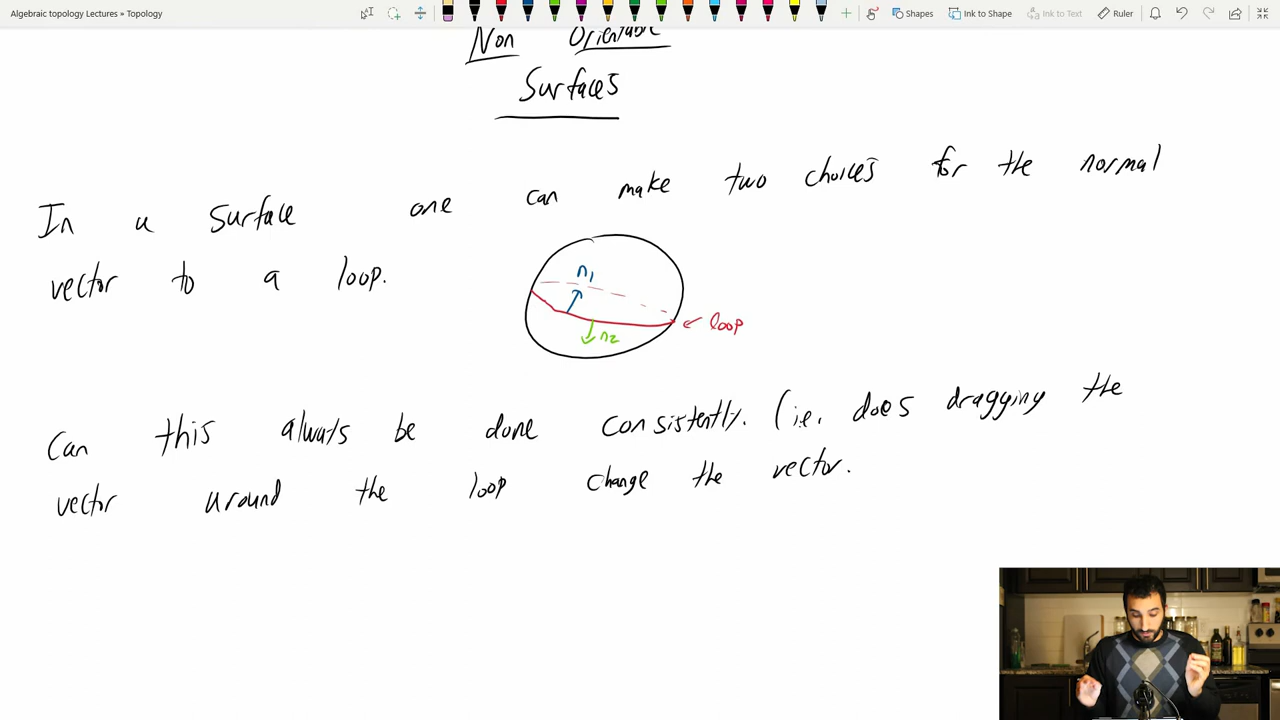 Algebraic topology Lectures » Topology
Shapes
Ink to Shape
Ink to Text
Ruler
Non Orientable
Surfaces
In a surface one can make two choices for the normal
vector to a loop.
n1
loop
n2
Can this always be done consistently. (i.e. does dragging the
vector around the loop change the vector.